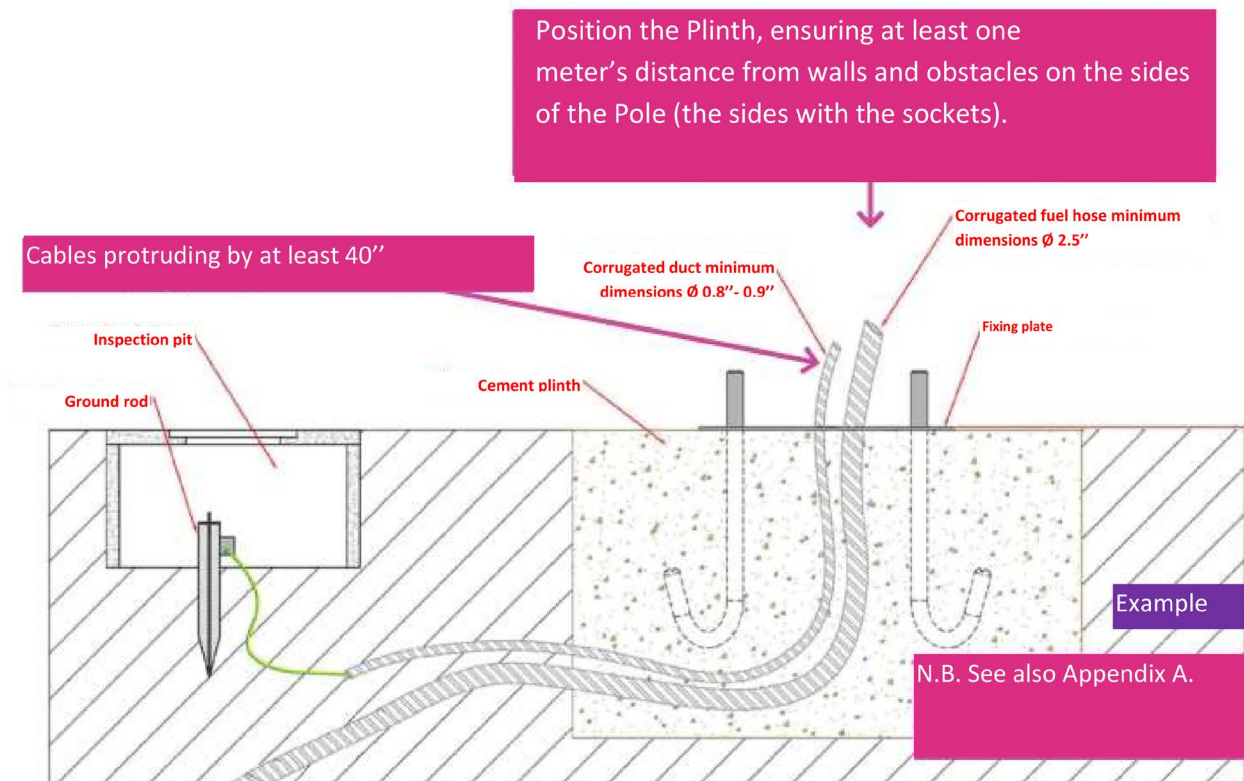 Position the Plinth, ensuring at least one
meter’s distance from walls and obstacles on the sides
of the Pole (the sides with the sockets).
Corrugated fuel hose minimum
dimensions Ø 2.5’’
Cables protruding by at least 40’’
Corrugated duct minimum
dimensions Ø 0.8’’- 0.9’’
Fixing plate
Inspection pit
Cement plinth
Ground rod
Example
N.B. See also Appendix A.